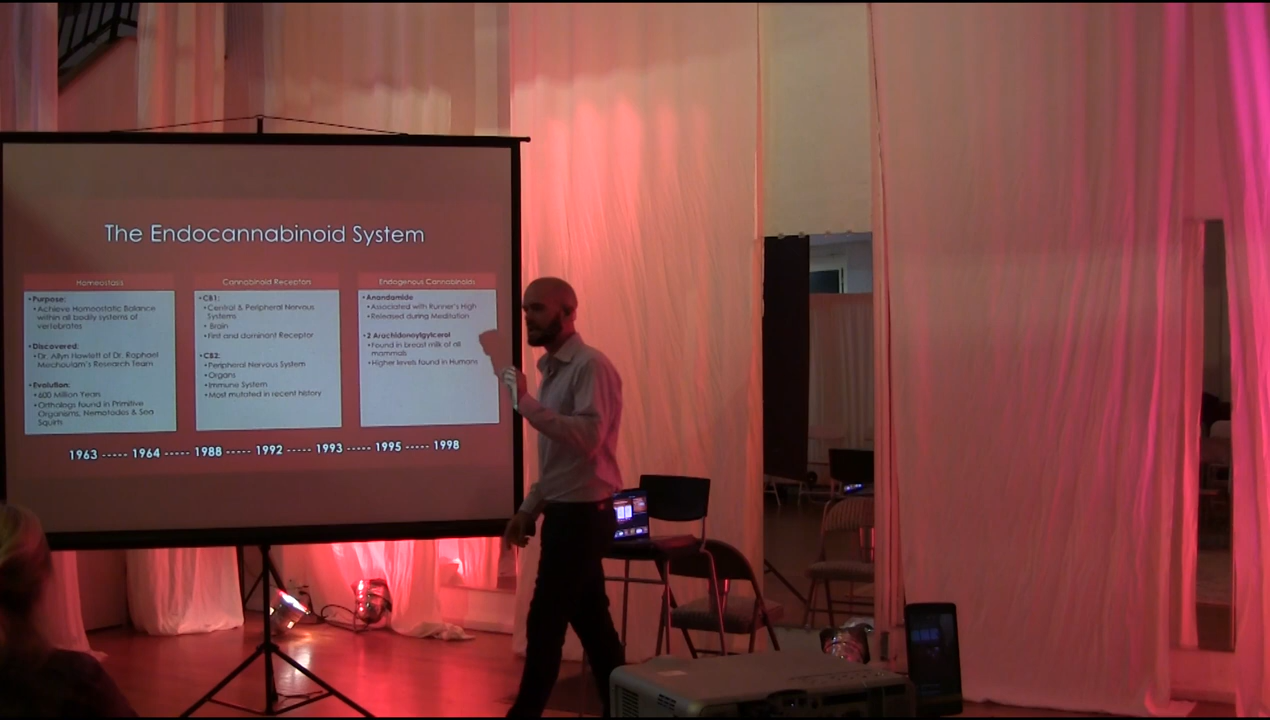 The Endocannabinoid System
Homeostasis
• Purpose:
• Achieve Homeostatic Balance
within all bodily systems of
vertebrates
• Discovered:
• Dr. Allyn Howlett of Dr. Raphael
Mechoulam's Research Team
• Evolution:
• 600 Million Years
• Orthologs found in Primitive
Organisms, Nematodes & Sea
Squirts
Cannabinoid Receptors
• CB1:
• Central & Peripheral Nervous
Systems
• Brain
• First and dominant Receptor
• CB2:
• Peripheral Nervous System
• Organs
• Immune System
• Most mutated in recent history
Endogenous Cannabinoids
• Anandamide
• Associated with Runner's High
• Released during Meditation
• 2 Arachidonoylgylcerol
• Found in breast milk of all
mammals
• Higher levels found in Humans
1963 ----- 1964 ----- 1988 ----- 1992 ----- 1993 ----- 1995 ----- 1998